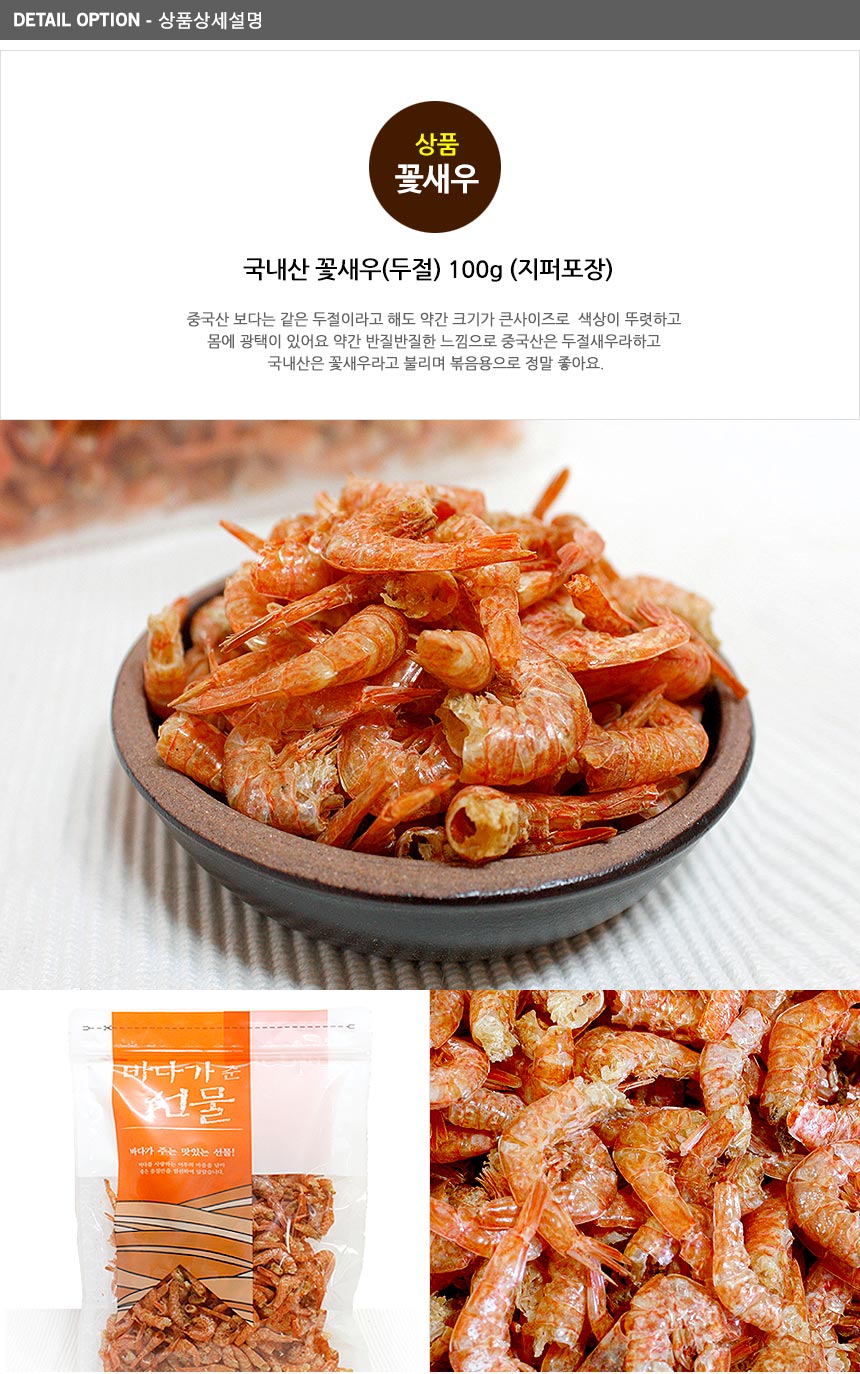 DETAIL OPTION - 상품상세설명
상품
꽃새우
국내산 꽃새우(두절) 100g (지퍼포장)
중국산 보다는 같은 두절이라고 해도 약간 크기가 큰사이즈로 색상이 뚜렷하고
몸에 광택이 있어요 약간 반질반질한 느낌으로 중국산은 두절새우라하고
국내산은 꽃새우라고 불리며 볶음용으로 정말 좋아요.
바다가 준
선물
바다가 주는 맛있는 선물!